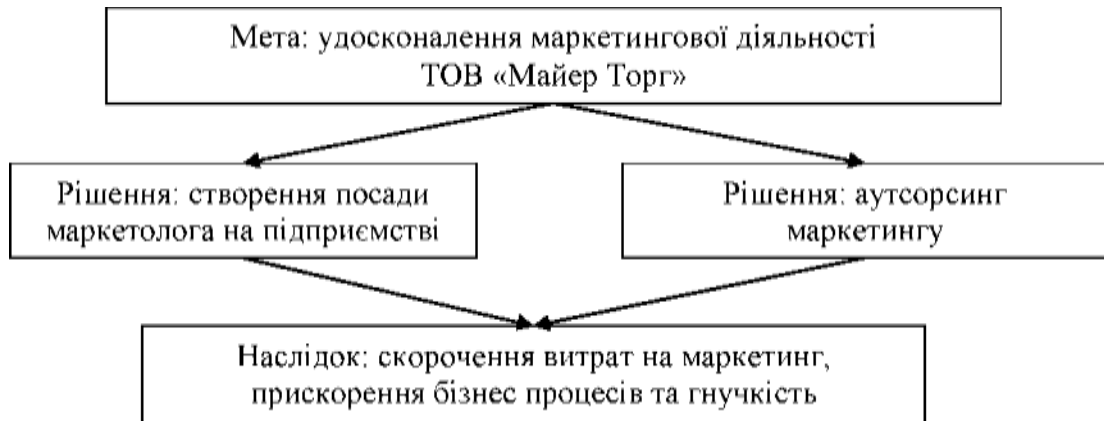 Мета: удосконалення маркетингової діяльності
ТОВ «Майер Торг»
Рішення: створення посади
маркетолога на підприємстві
Рішення: аутсорсинг
маркетингу
Наслідок: скорочення витрат на маркетинг,
прискорення бізнес процесів та гнучкість